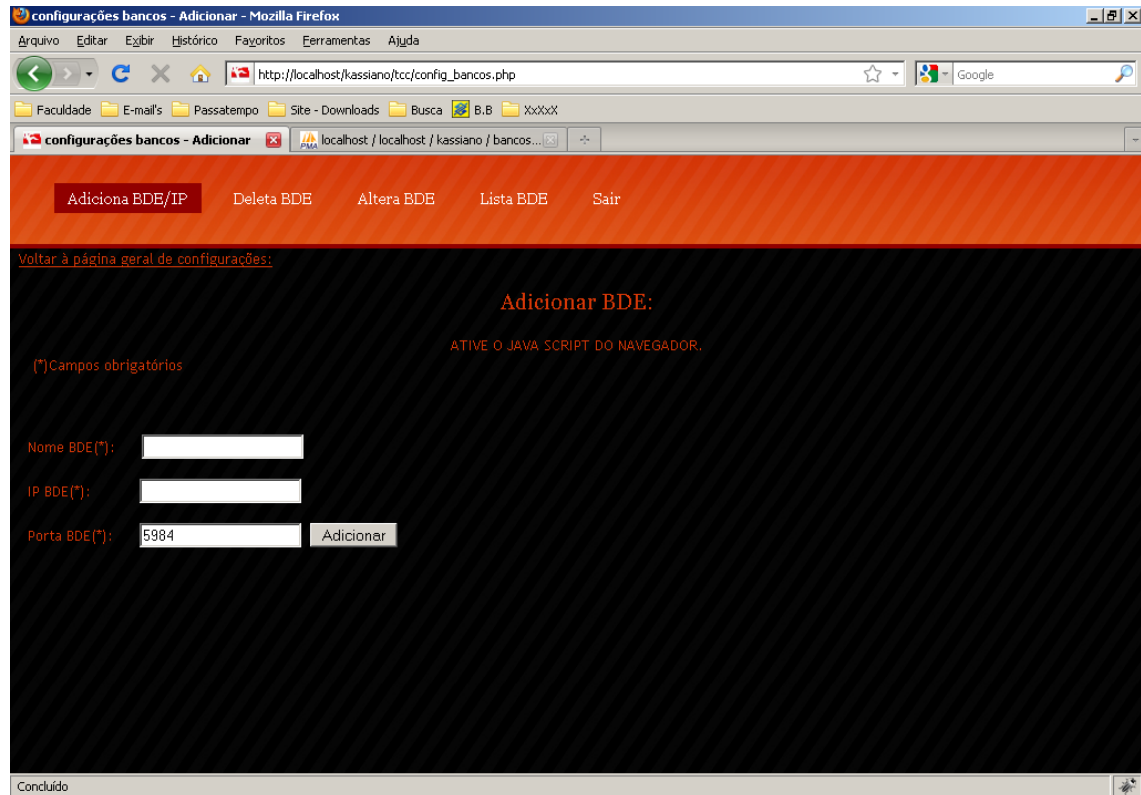 configurações bancos - Adicionar - Mozilla Firefox
Arquivo Editar Exibir Histórico Favoritos Ferramentas Ajuda
http://localhost/kassiano/tcc/config_bancos.php Google
Faculdade E-mail's Passatempo Site - Downloads Busca B.B XxXxX
configurações bancos - Adicionar PMA localhost / localhost / kassiano / bancos...
Adiciona BDE/IP Deleta BDE Altera BDE Lista BDE Sair
Voltar à página geral de configurações:
Adicionar BDE:
ATIVE O JAVA SCRIPT DO NAVEGADOR.
(*)Campos obrigatórios
Nome BDE(*):
IP BDE(*):
Porta BDE(*): 5984 Adicionar
Concluído